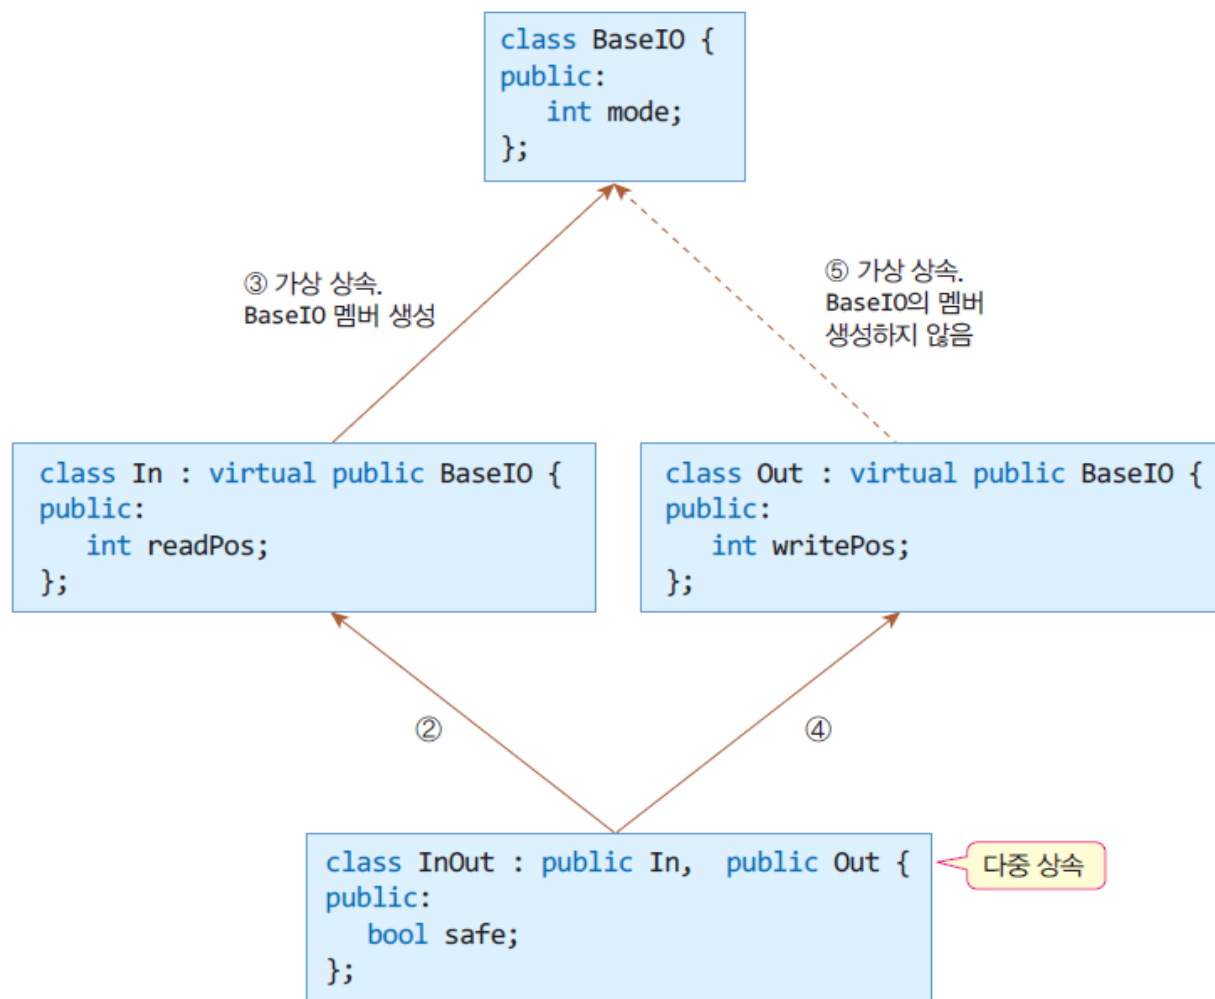 class BaseIO {
public:
int mode;
};
③ 가상 상속.
BaseIO 멤버 생성
⑤ 가상 상속.
BaseIO의 멤버
생성하지 않음
class In : virtual public BaseIO {
public:
int readPos;
};
class Out : virtual public BaseIO {
public:
int writePos;
};
②
④
class InOut : public In, public Out {
public:
bool safe;
};
다중 상속